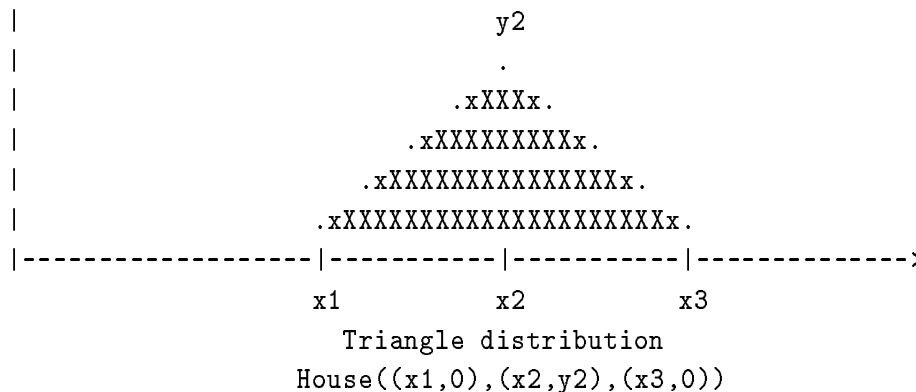 |                               y2
|                               .
|                            .xXXXx.
|                         .xXXXXXXXXXx.
|                      .xXXXXXXXXXXXXXXXx.
|                   .xXXXXXXXXXXXXXXXXXXXXXx.
|-------------------|-----------|-----------|-------------->
x1 x2 x3
Triangle distribution
House((x1,0),(x2,y2),(x3,0))